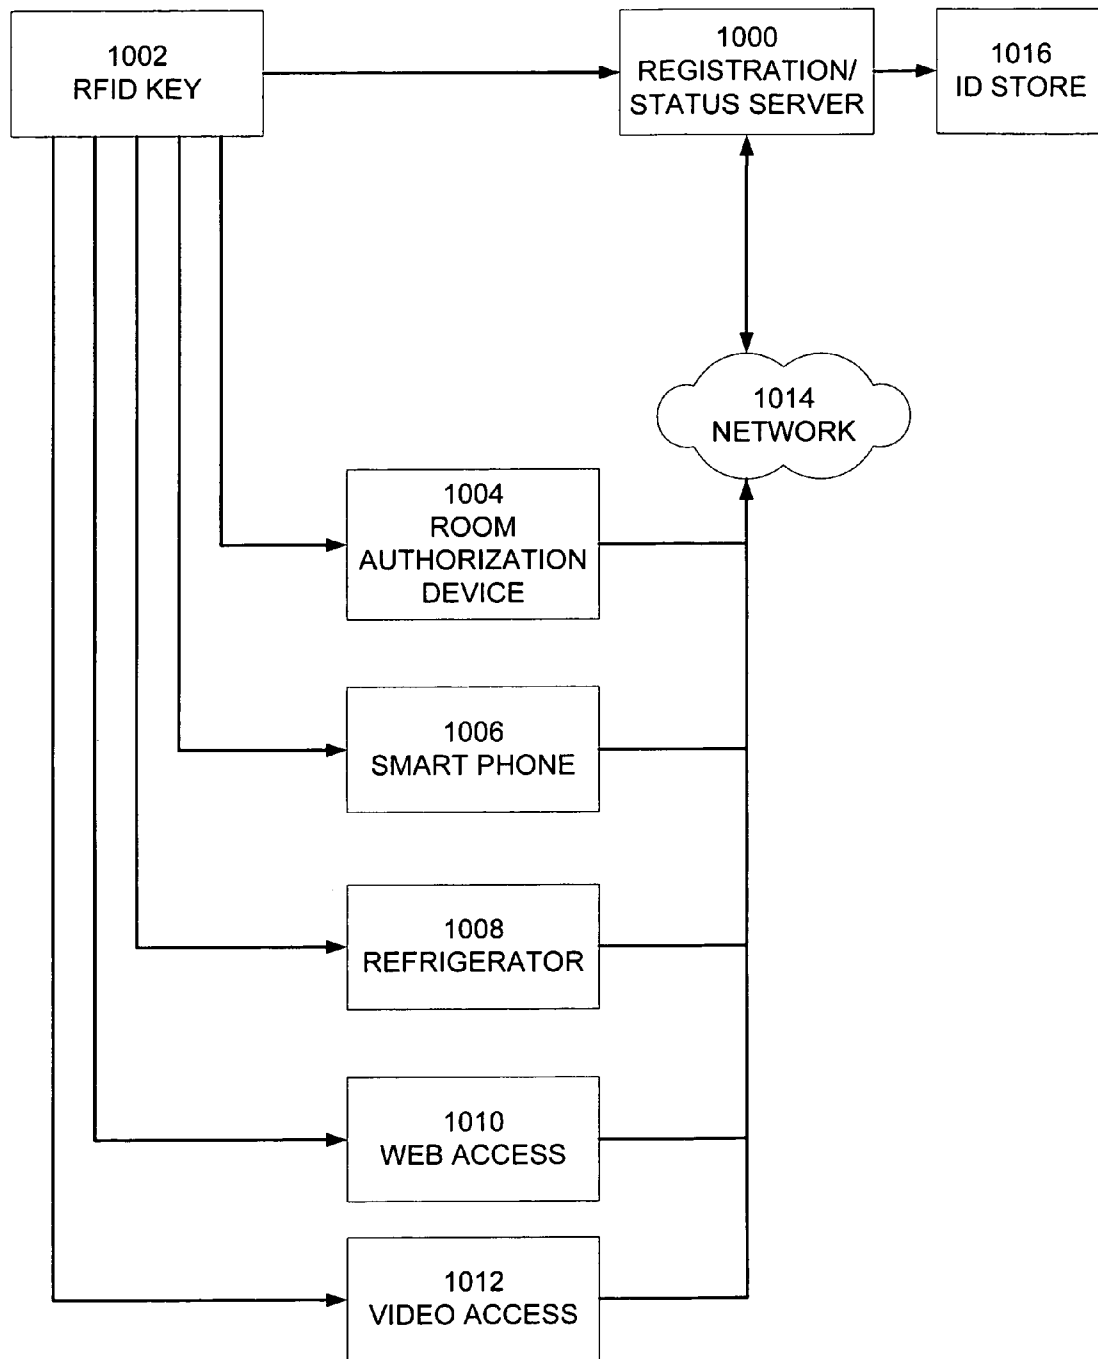 1002
RFID KEY
1000
REGISTRATION/
STATUS SERVER
1016
ID STORE
1014
NETWORK
1004
ROOM
AUTHORIZATION
DEVICE
1006
SMART PHONE
1008
REFRIGERATOR
1010
WEB ACCESS
1012
VIDEO ACCESS